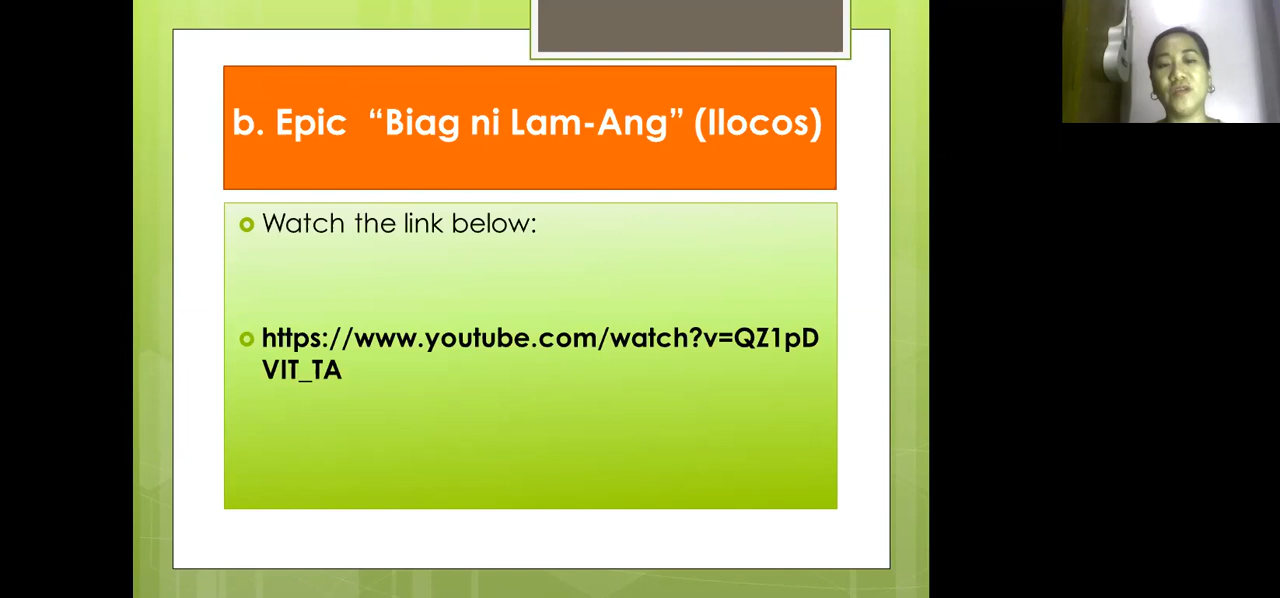 b. Epic “Biag ni Lam-Ang” (Ilocos)
Watch the link below:
https://www.youtube.com/watch?v=QZ1pD
VIT_TA